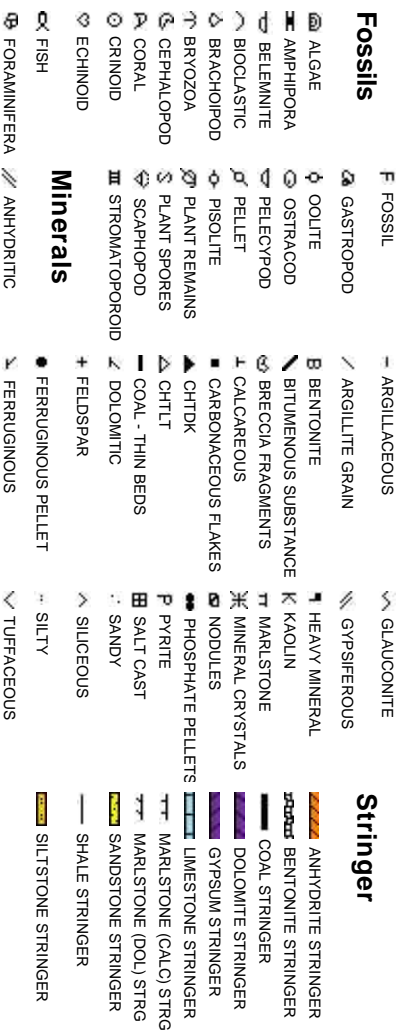 Fossils
ALGAE
AMPHIPORA
BELEMNITE
BIOCLASTIC
BRACHOIPOD
BRYOZOA
CEPHALOPOD
CORAL
CRINOID
ECHINOID
FISH
FORAMINIFERA
F FOSSIL
GASTROPOD
OOLITE
OSTRACOD
PELECYPOD
PELLET
PISOLITE
PLANT REMAINS
PLANT SPORES
SCAPHOPOD
STROMATOPOROID
Minerals
ANHYDRITIC
ARGILLACEOUS
ARGILLITE GRAIN
B BENTONITE
BITUMENOUS SUBSTANCE
BRECCIA FRAGMENTS
CALCAREOUS
CARBONACEOUS FLAKES
CHTDK
CHTLT
COAL - THIN BEDS
DOLOMITIC
FELDSPAR
FERRUGINOUS PELLET
FERRUGINOUS
GLAUCONITE
GYPSIFEROUS
HEAVY MINERAL
K KAOLIN
MARLSTONE
MINERAL CRYSTALS
NODULES
PHOSPHATE PELLETS
P PYRITE
SALT CAST
SANDY
SILICEOUS
SILTY
TUFFACEOUS
Stringer
ANHYDRITE STRINGER
BENTONITE STRINGER
COAL STRINGER
DOLOMITE STRINGER
GYPSUM STRINGER
LIMESTONE STRINGER
MARLSTONE (CALC) STRG
MARLSTONE (DOL) STRG
SANDSTONE STRINGER
SHALE STRINGER
SILTSTONE STRINGER